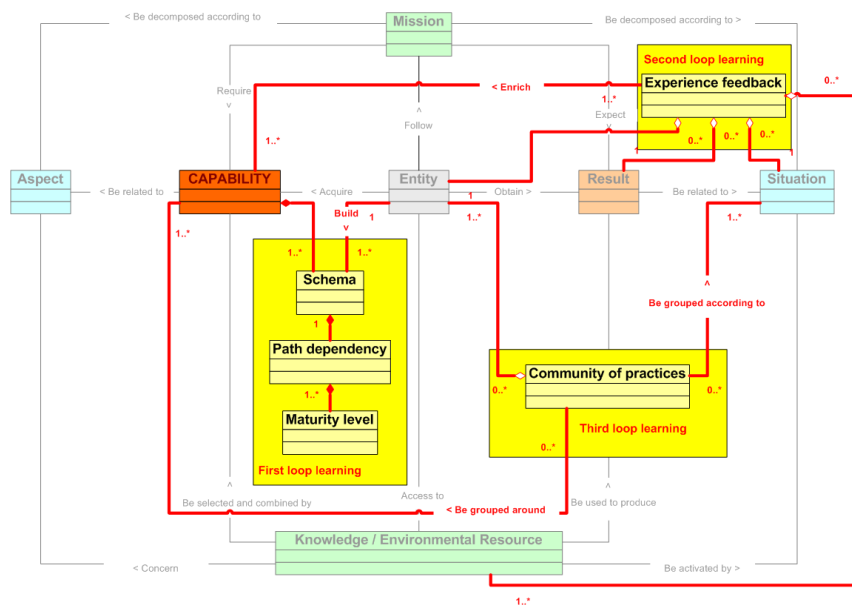 < Be decomposed according to
Mission
Be decomposed according to >
Second loop learning
Experience feedback
0..*
Require
v
< Enrich
1..*
^
Follow
Expect
v
1..*
0..*
0..*
0..*
1
1
Aspect
< Be related to
CAPABILITY
< Acquire
Entity
Obtain >
Result
Be related to >
Situation
1
Build
v
1
1..*
1..*
1..*
1..*
1..*
Schema
^
Be grouped according to
1
Path dependency
Community of practices
1..*
0..*
0..*
Maturity level
Third loop learning
0..*
First loop learning
^
Be selected and combined by
Access to
^
Be used to produce
< Be grouped around
Knowledge / Environmental Resource
< Concern
Be activated by >
1..*